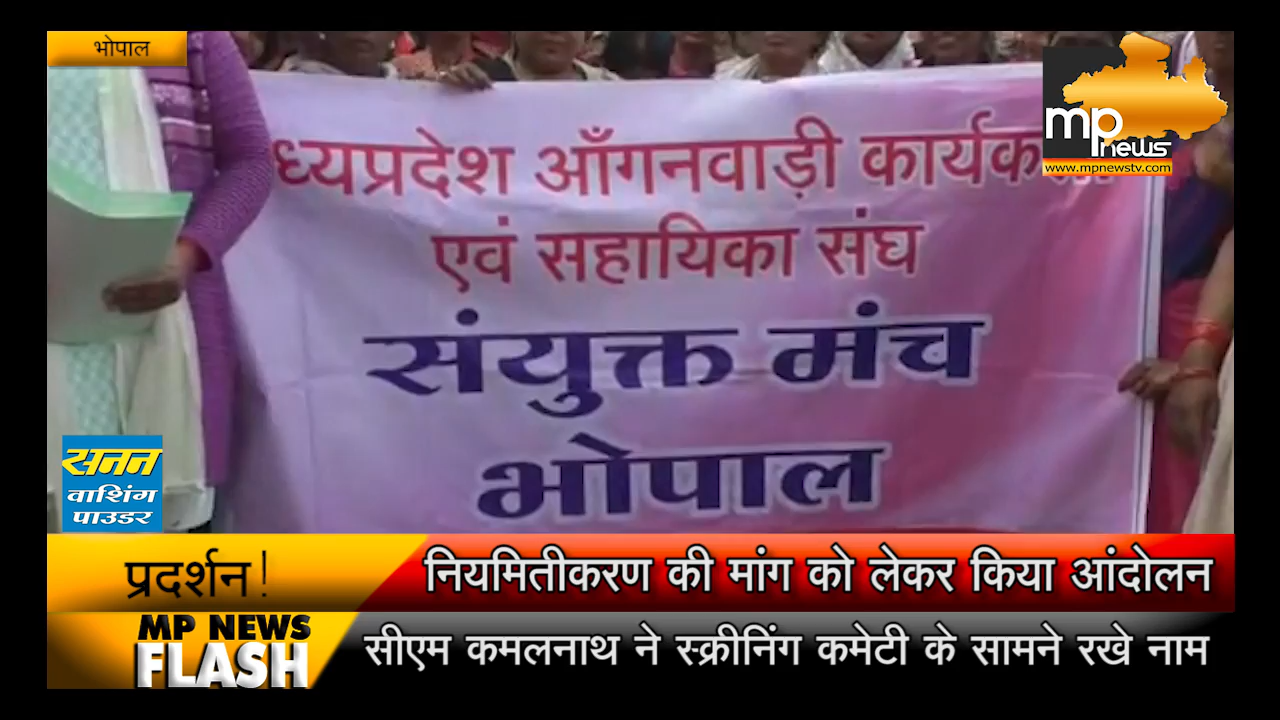 भोपाल
mp
news
www.mpnewstv.com
ध्यप्रदेश आँगनवाड़ी
एवं सहायिका संघ
संयुक्त मंच
भोपाल
सनन
वाशिंग
पाउडर
प्रदर्शन!
नियमितीकरण की मांग को लेकर किया आंदोलन
MP NEWS
FLASH
सीएम कमलनाथ ने स्क्रीनिंग कमेटी के सामने रखे नाम